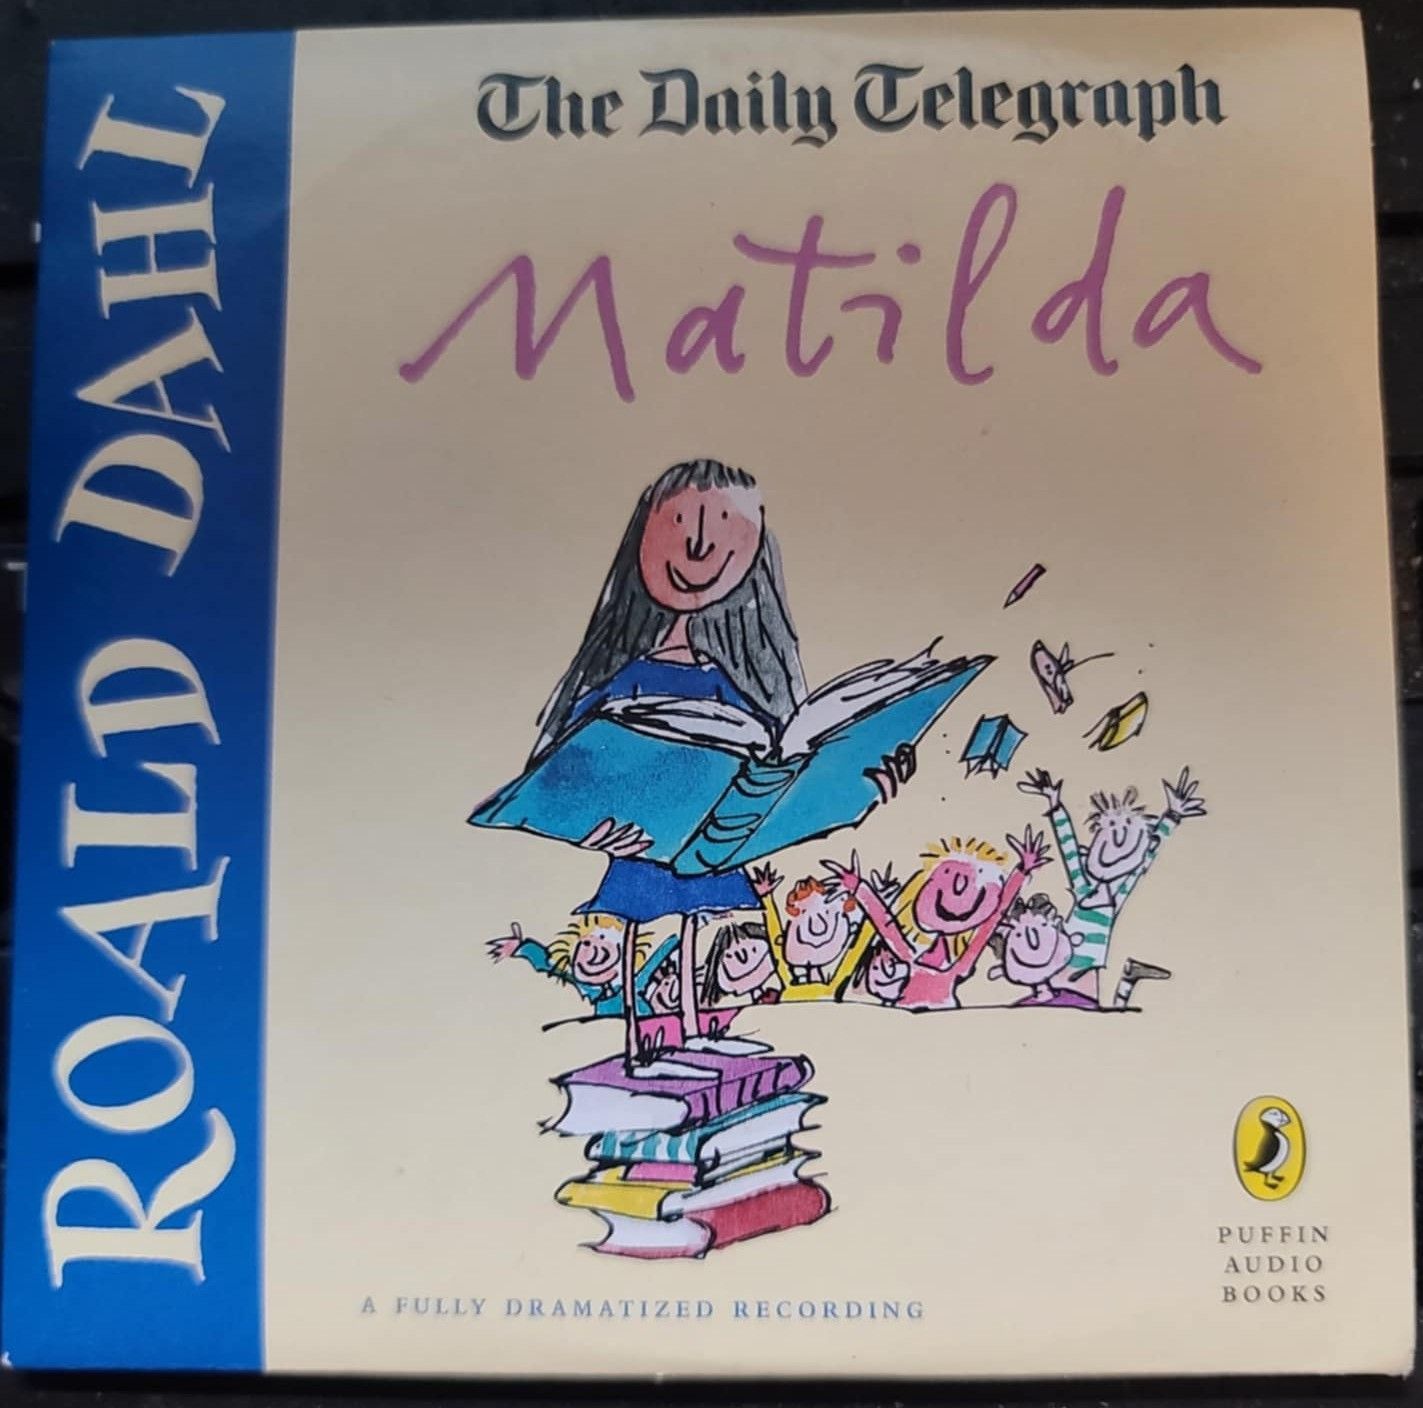 ROALD DAHL
The Daily Telegraph
Matilda
A FULLY DRAMATIZED RECORDING
PUFFIN
AUDIO
BOOKS